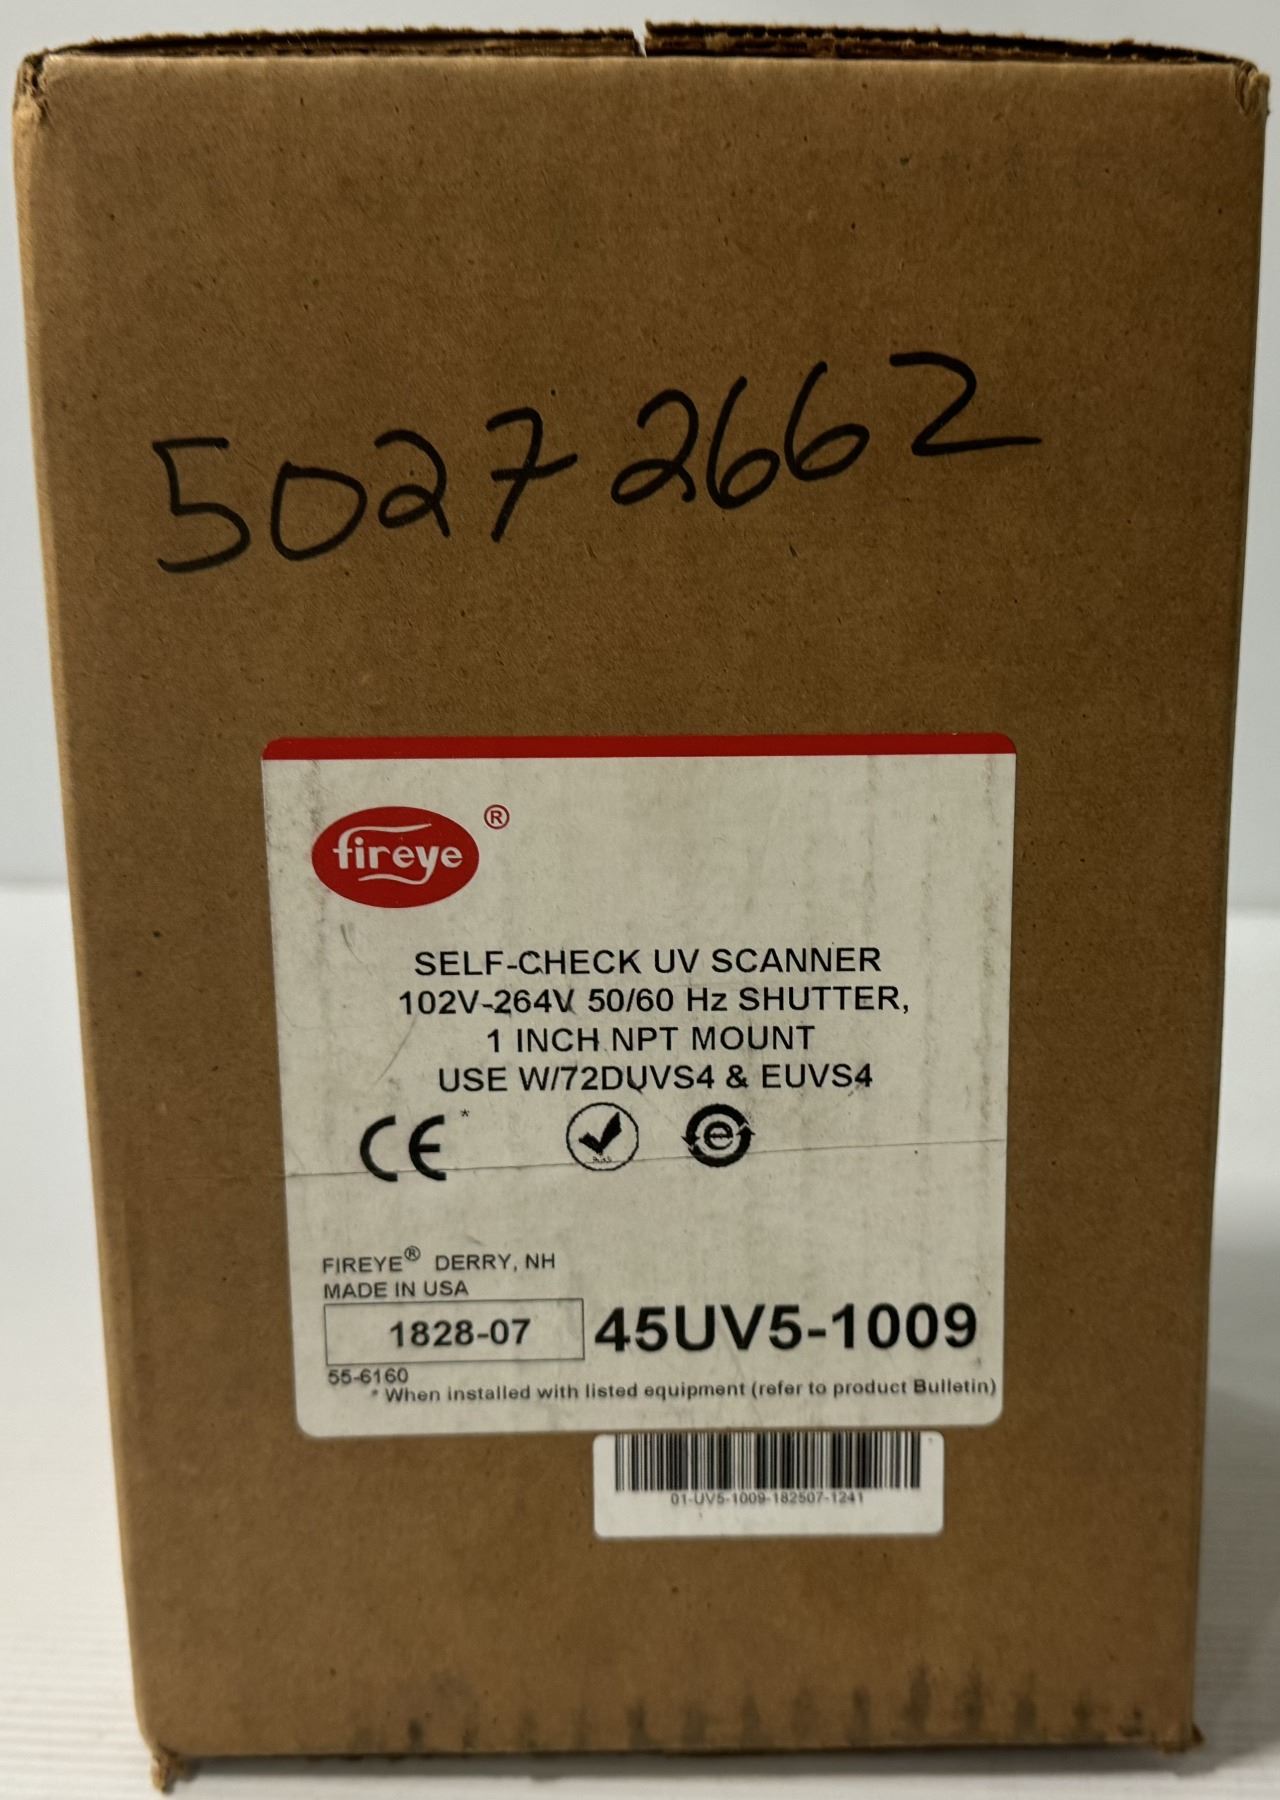 50272662
fireye ®
SELF-CHECK UV SCANNER
102V-264V 50/60 Hz SHUTTER,
1 INCH NPT MOUNT
USE W/72DUVS4 & EUVS4
CE *
RoHS
e
FIREYE® DERRY, NH
MADE IN USA
1828-07 45UV5-1009
55-6160
* When installed with listed equipment (refer to product Bulletin)
01-UV5-1009-182507-1241